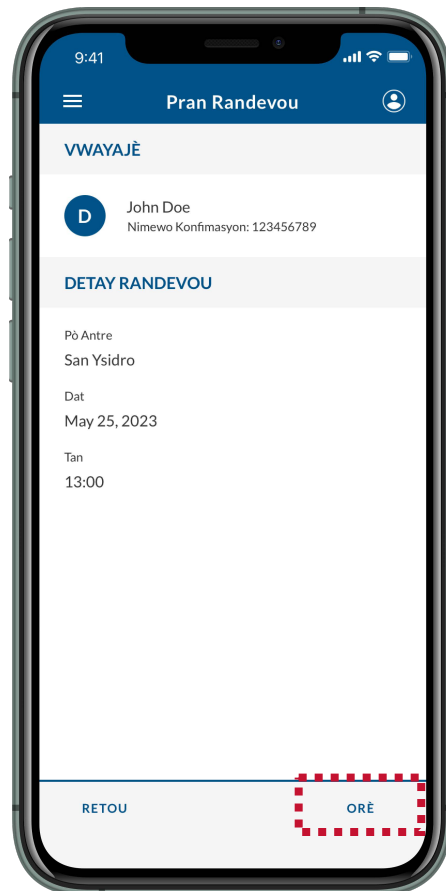 9:41
Pran Randevou
VWAYAJÈ
D
John Doe
Nimewo Konfimasyon: 123456789
DETAY RANDEVOU
Pò Antre
San Ysidro
Dat
May 25, 2023
Tan
13:00
RETOU
ORÈ